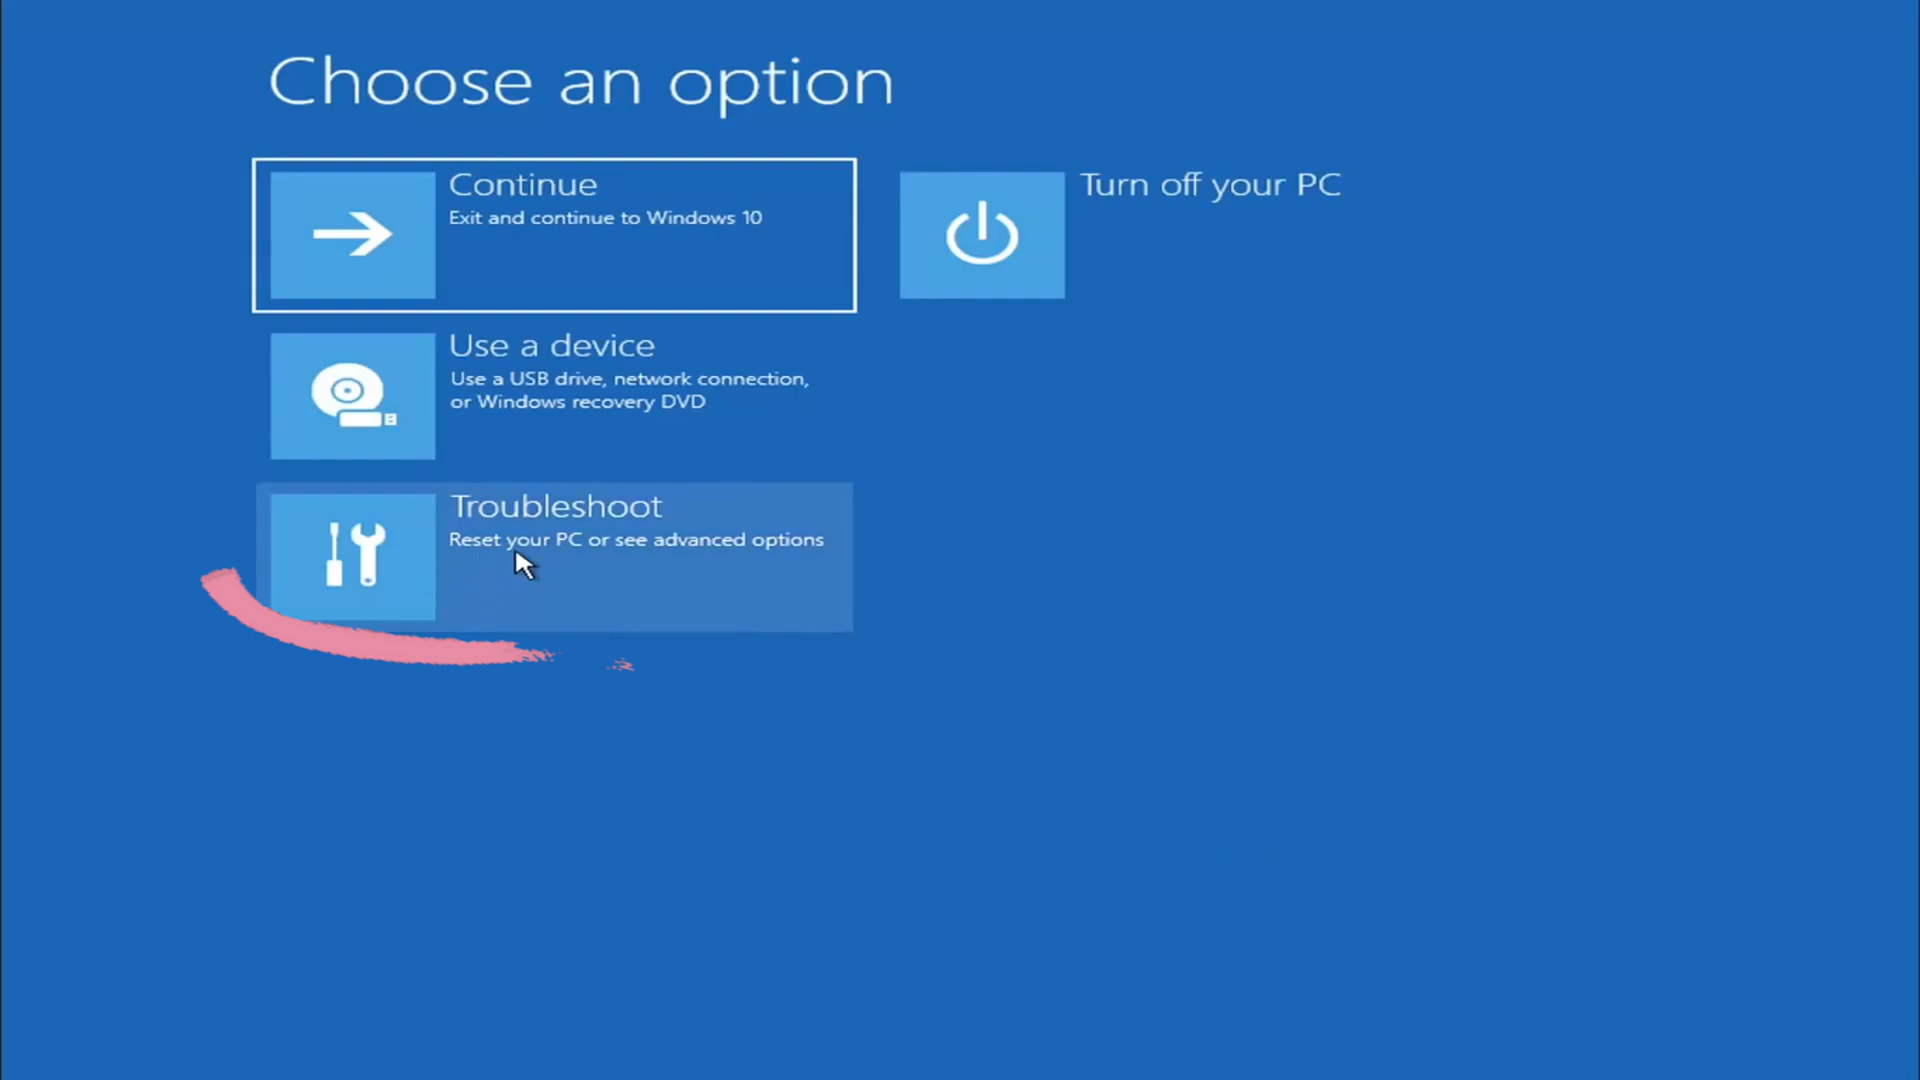 Choose an option
Continue
Exit and continue to Windows 10
Turn off your PC
Use a device
Use a USB drive, network connection,
or Windows recovery DVD
Troubleshoot
Reset your PC or see advanced options